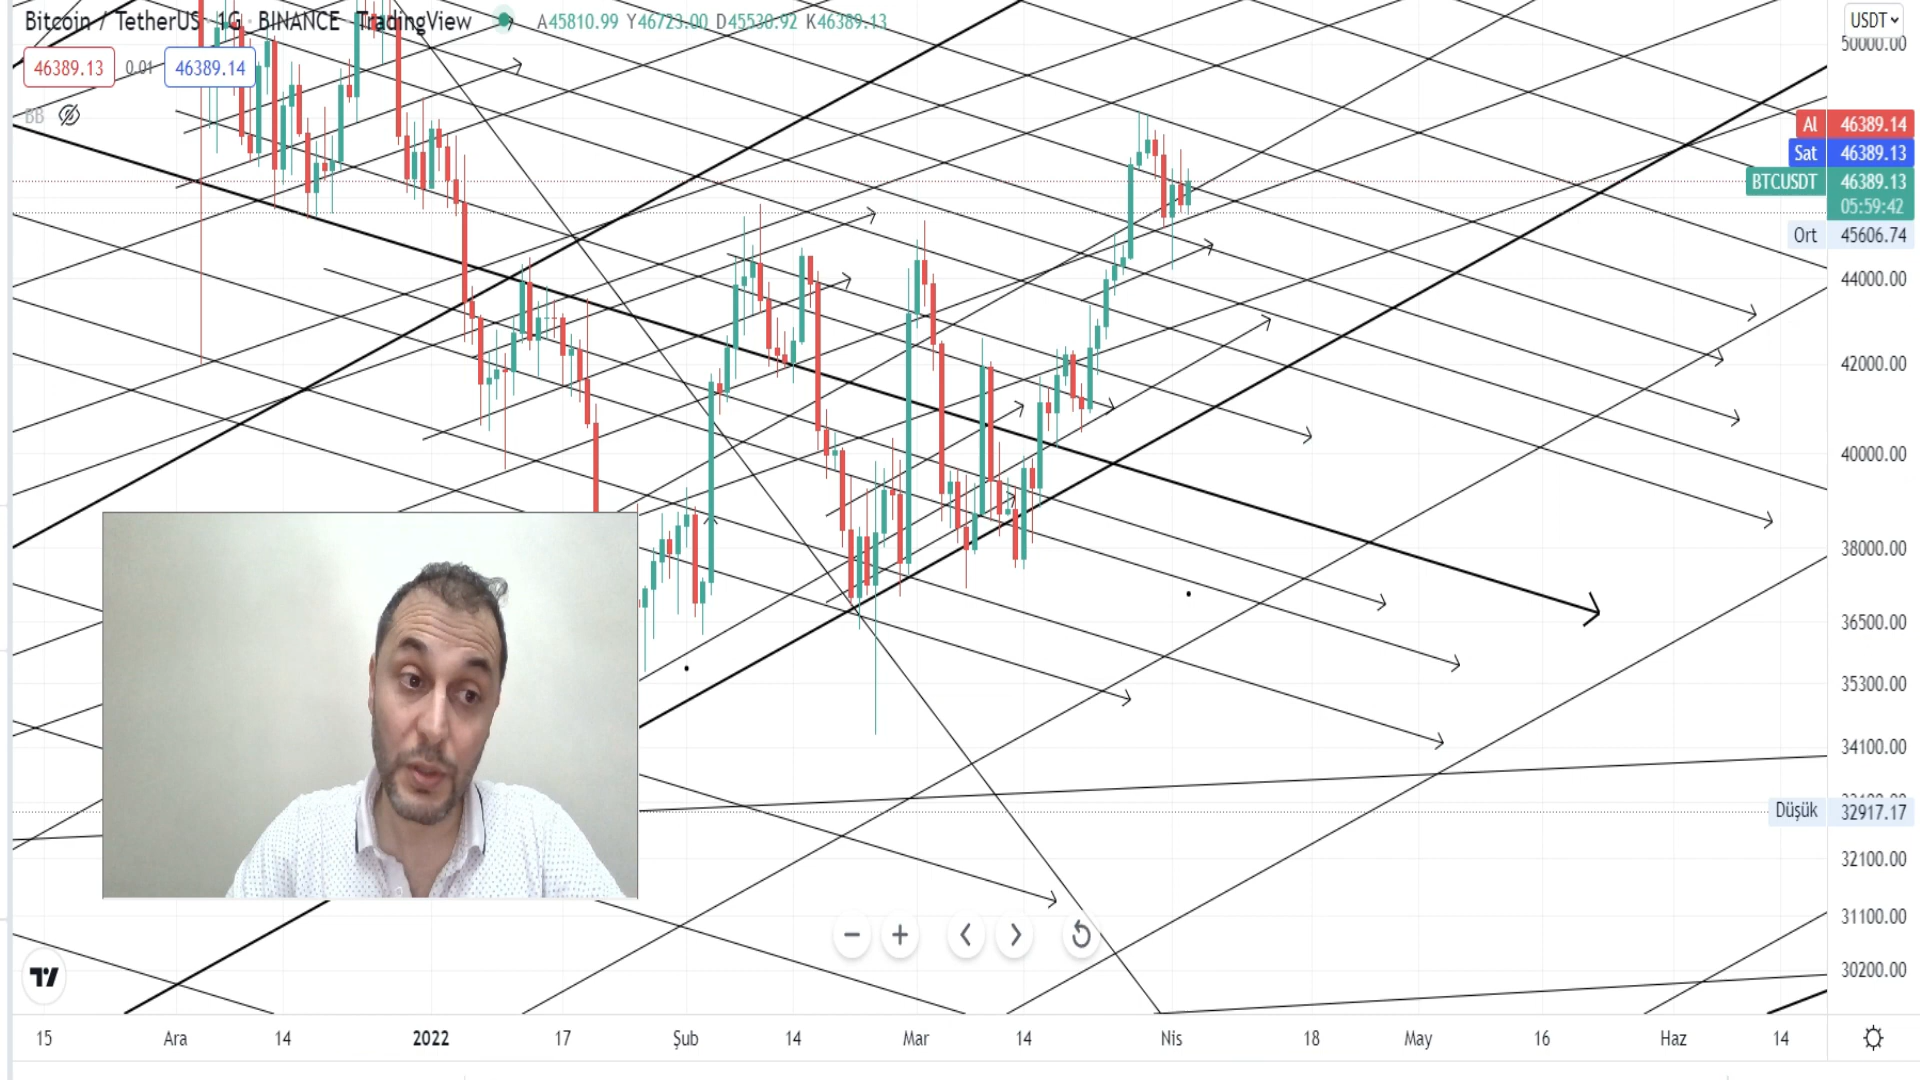 Bitcoin / TetherUS · 1G · BINANCE · TradingView
A45810.99 Y46723.00 D45530.92 K46389.13
USDT
50000.00
46389.13 0.01 46389.14
BB
Al 46389.14
Sat 46389.13
BTCUSDT 46389.13
05:59:42
Ort 45606.74
44000.00
42000.00
40000.00
38000.00
36500.00
35300.00
34100.00
Düşük 32917.17
32100.00
31100.00
30200.00
15 Ara 14 2022 17 Şub 14 Mar 14 Nis 18 May 16 Haz 14